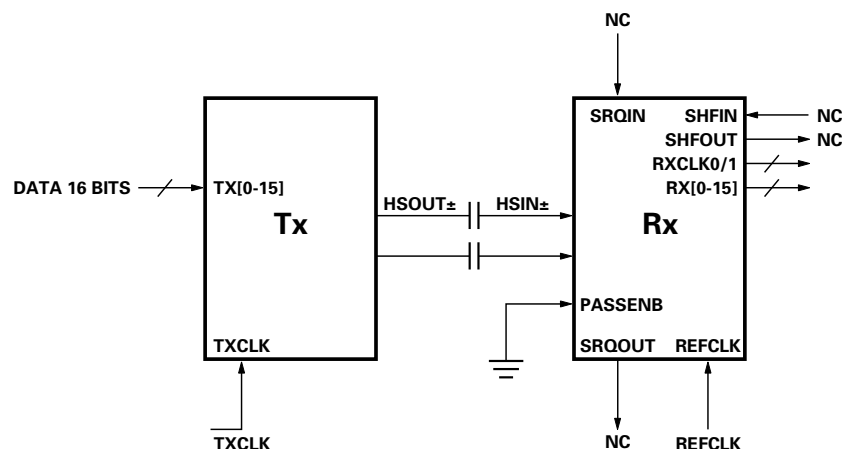 NC
SRQIN
SHFIN
NC
SHFOUT
NC
RXCLK0/1
DATA 16 BITS
TX[0-15]
RX[0-15]
HSOUT±
HSIN±
Tx
Rx
PASSENB
TXCLK
SRQOUT
REFCLK
TXCLK
NC
REFCLK